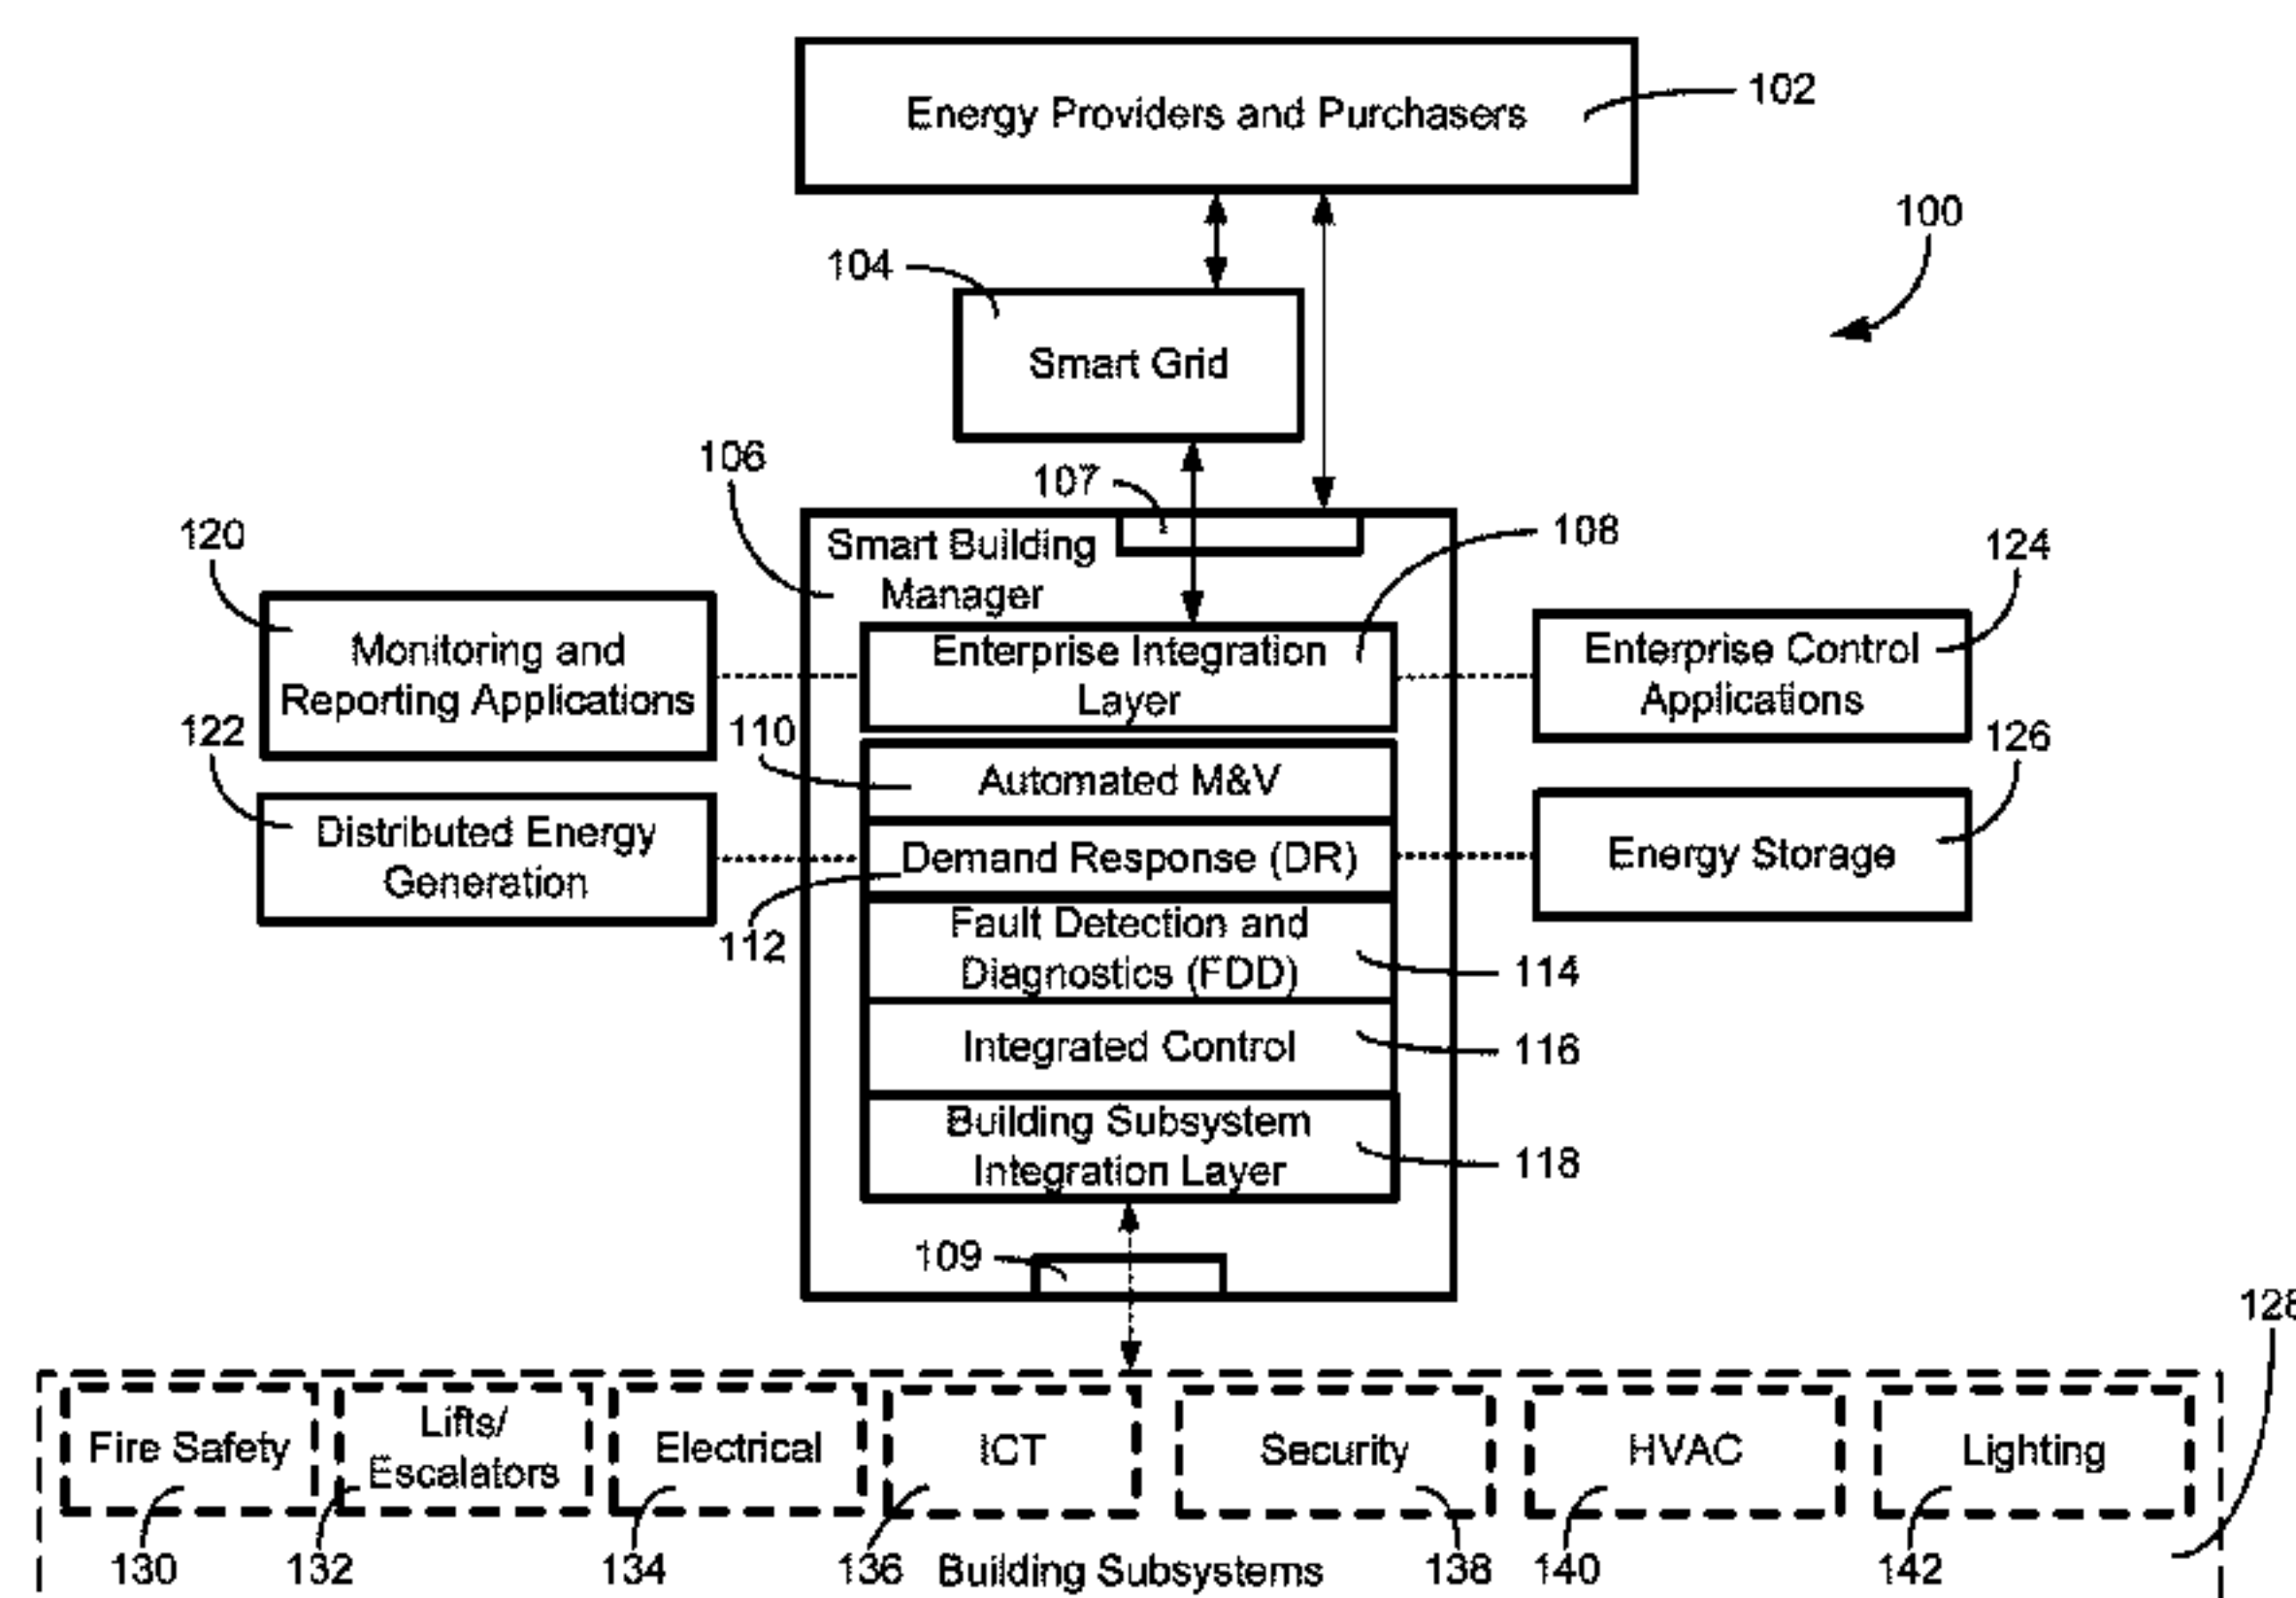 Energy Providers and Purchasers
102
100
104
Smart Grid
106
107
Smart Building
Manager
108
120
124
Monitoring and
Reporting Applications
Enterprise Integration
Layer
Enterprise Control
Applications
122
110
126
Automated M&V
Distributed Energy
Generation
Demand Response (DR)
Energy Storage
112
Fault Detection and
Diagnostics (FDD)
114
Integrated Control
116
Building Subsystem
Integration Layer
118
109
128
Fire Safety
Lifts/
Escalators
Electrical
ICT
Security
HVAC
Lighting
130
132
134
136
Building Subsystems
138
140
142